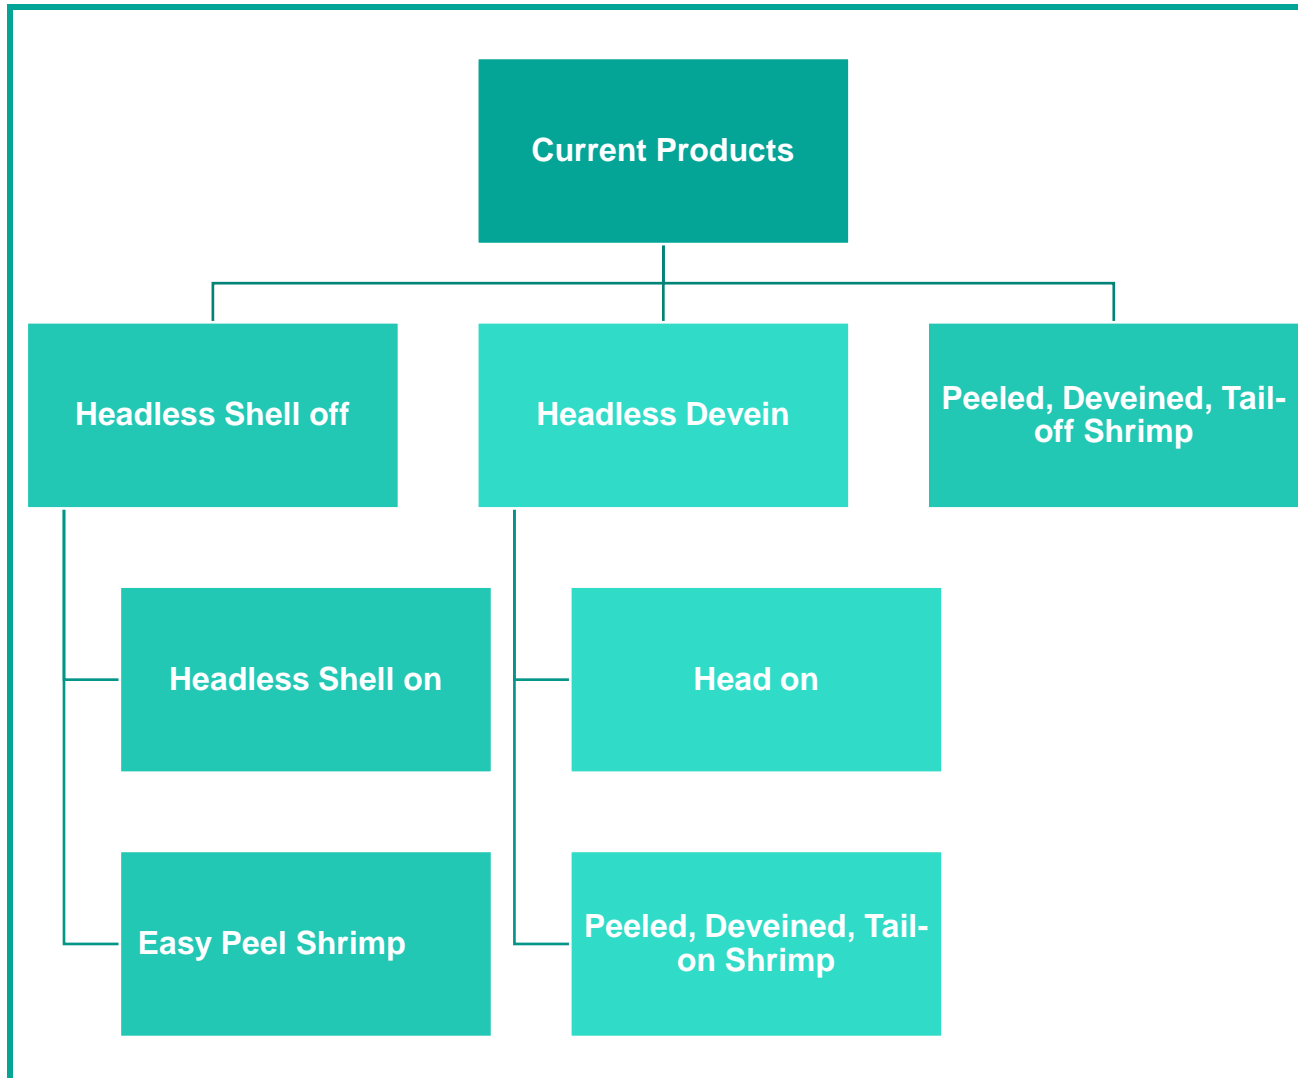 Current Products
Headless Shell off
Headless Devein
Peeled, Deveined, Tail-
off Shrimp
Headless Shell on
Head on
Easy Peel Shrimp
Peeled, Deveined, Tail-
on Shrimp